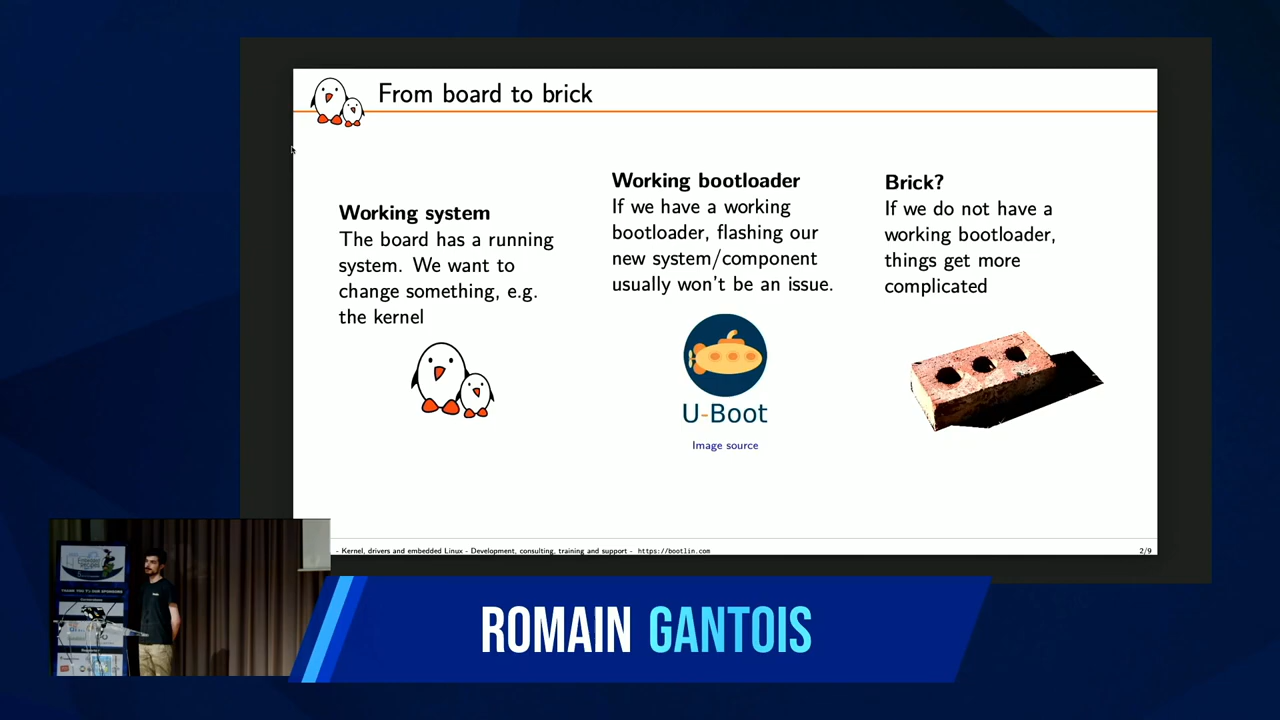 From board to brick
Working system
The board has a running
system. We want to
change something, e.g.
the kernel
Working bootloader
If we have a working
bootloader, flashing our
new system/component
usually won't be an issue.
U-Boot
Image source
Brick?
If we do not have a
working bootloader,
things get more
complicated
- Kernel, drivers and embedded Linux - Development, consulting, training and support - https://bootlin.com
2/9
ROMAIN GANTOIS